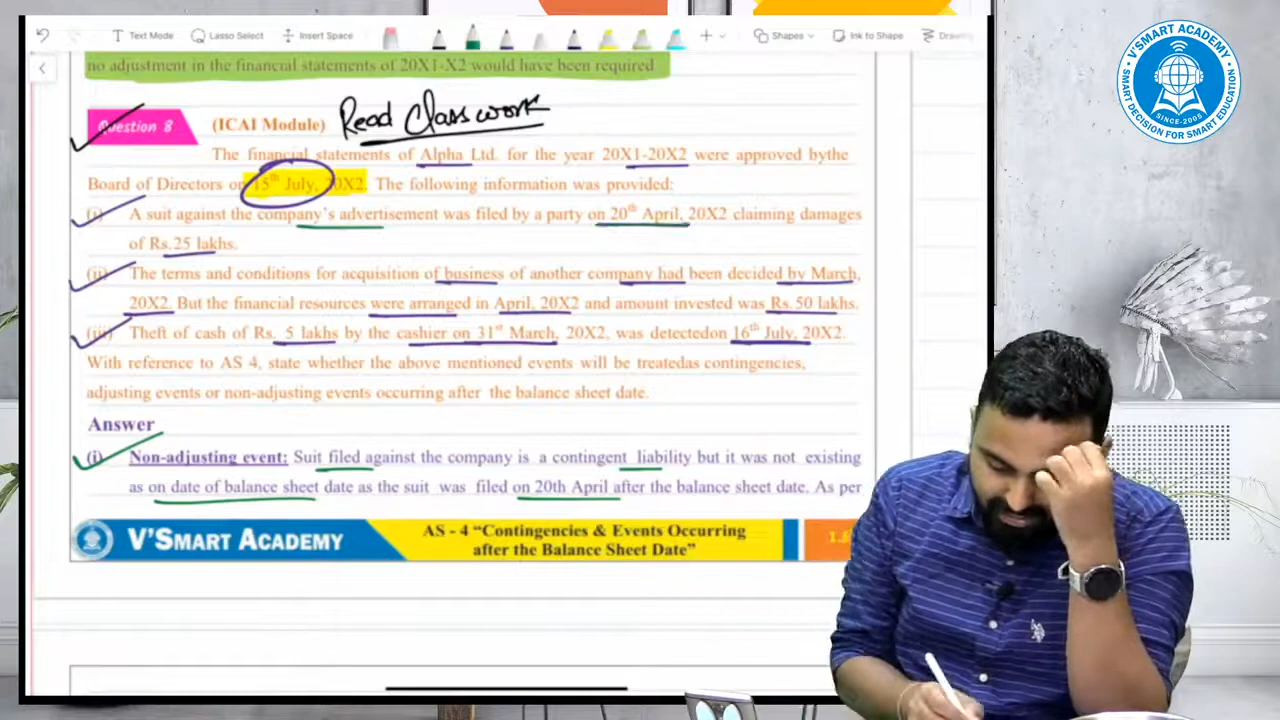 Text Mode Lasso Select Insert Space Shapes Ink to Shape Drawing
no adjustment in the financial statements of 20X1-X2 would have been required
Question 8 (ICAI Module) Read Classwork
The financial statements of Alpha Ltd. for the year 20X1-20X2 were approved bythe
Board of Directors on 15th July, 20X2. The following information was provided:
(i) A suit against the company's advertisement was filed by a party on 20th April, 20X2 claiming damages
of Rs.25 lakhs.
(ii) The terms and conditions for acquisition of business of another company had been decided by March,
20X2. But the financial resources were arranged in April, 20X2 and amount invested was Rs.50 lakhs.
(iii) Theft of cash of Rs. 5 lakhs by the cashier on 31st March, 20X2, was detectedon 16th July, 20X2.
With reference to AS 4, state whether the above mentioned events will be treatedas contingencies,
adjusting events or non-adjusting events occurring after the balance sheet date.
Answer
(i) Non-adjusting event: Suit filed against the company is a contingent liability but it was not existing
as on date of balance sheet date as the suit was filed on 20th April after the balance sheet date. As per
V'SMART ACADEMY
AS - 4 “Contingencies & Events Occurring
after the Balance Sheet Date”
V'SMART ACADEMY
SINCE-2005
SMART DECISION FOR SMART EDUCATION